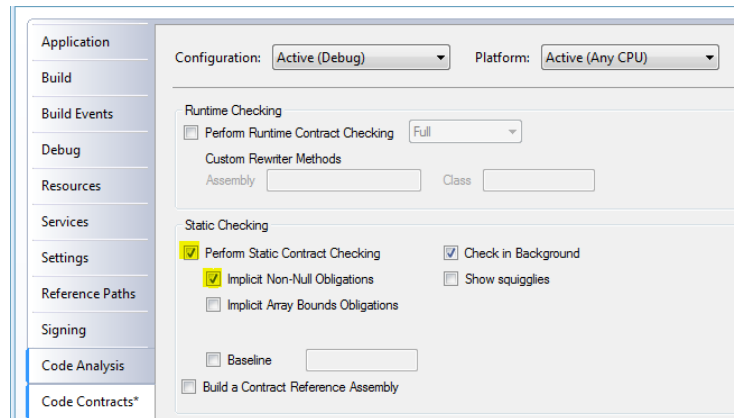 Application
Build
Build Events
Debug
Resources
Services
Settings
Reference Paths
Signing
Code Analysis
Code Contracts*
Configuration: Active (Debug) Platform: Active (Any CPU)
Runtime Checking
Perform Runtime Contract Checking Full
Custom Rewriter Methods
Assembly Class
Static Checking
Perform Static Contract Checking Check in Background
Implicit Non-Null Obligations Show squigglies
Implicit Array Bounds Obligations
Baseline
Build a Contract Reference Assembly